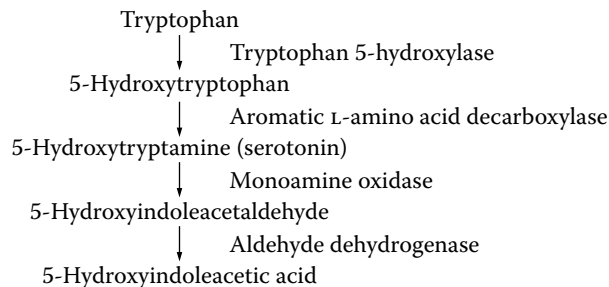 Tryptophan
Tryptophan 5-hydroxylase
5-Hydroxytryptophan
Aromatic L-amino acid decarboxylase
5-Hydroxytryptamine (serotonin)
Monoamine oxidase
5-Hydroxyindoleacetaldehyde
Aldehyde dehydrogenase
5-Hydroxyindoleacetic acid